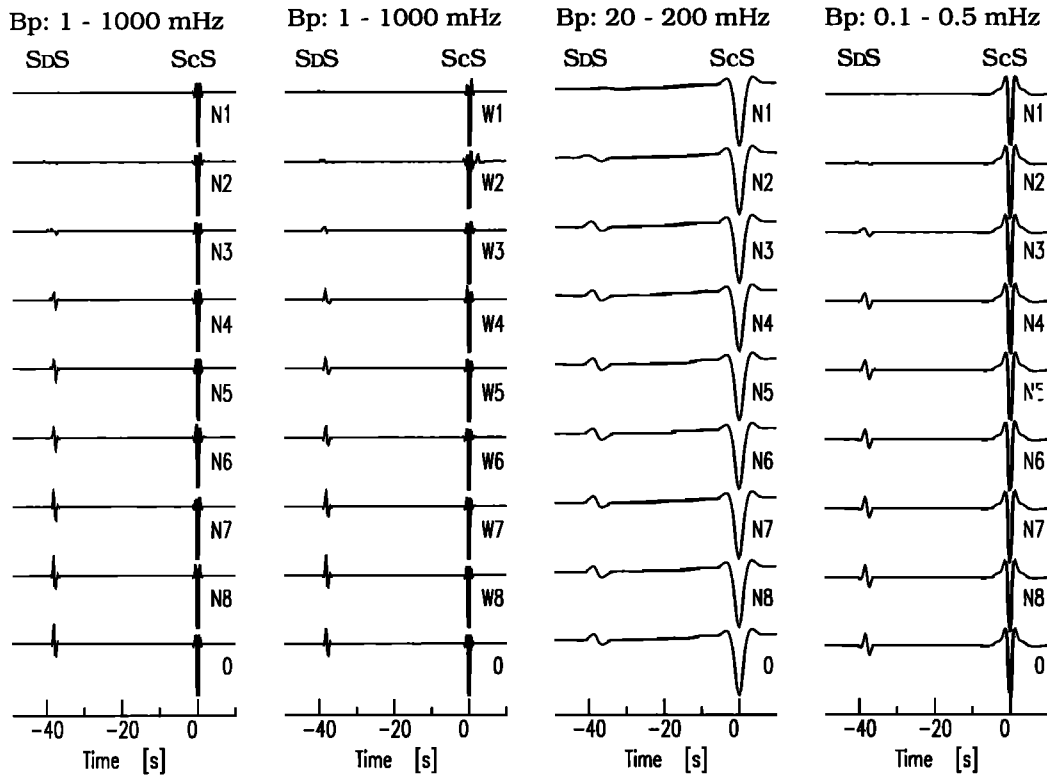 Bp: 1 - 1000 mHz
SDS ScS
N1
N2
N3
N4
N5
N6
N7
N8
0
-40 -20 0
Time [s]
Bp: 1 - 1000 mHz
SDS ScS
W1
W2
W3
W4
W5
W6
W7
W8
0
-40 -20 0
Time [s]
Bp: 20 - 200 mHz
SDS ScS
N1
N2
N3
N4
N5
N6
N7
N8
0
-40 -20 0
Time [s]
Bp: 0.1 - 0.5 mHz
SDS ScS
N1
N2
N3
N4
N5
N6
N7
N8
0
-40 -20 0
Time [s]